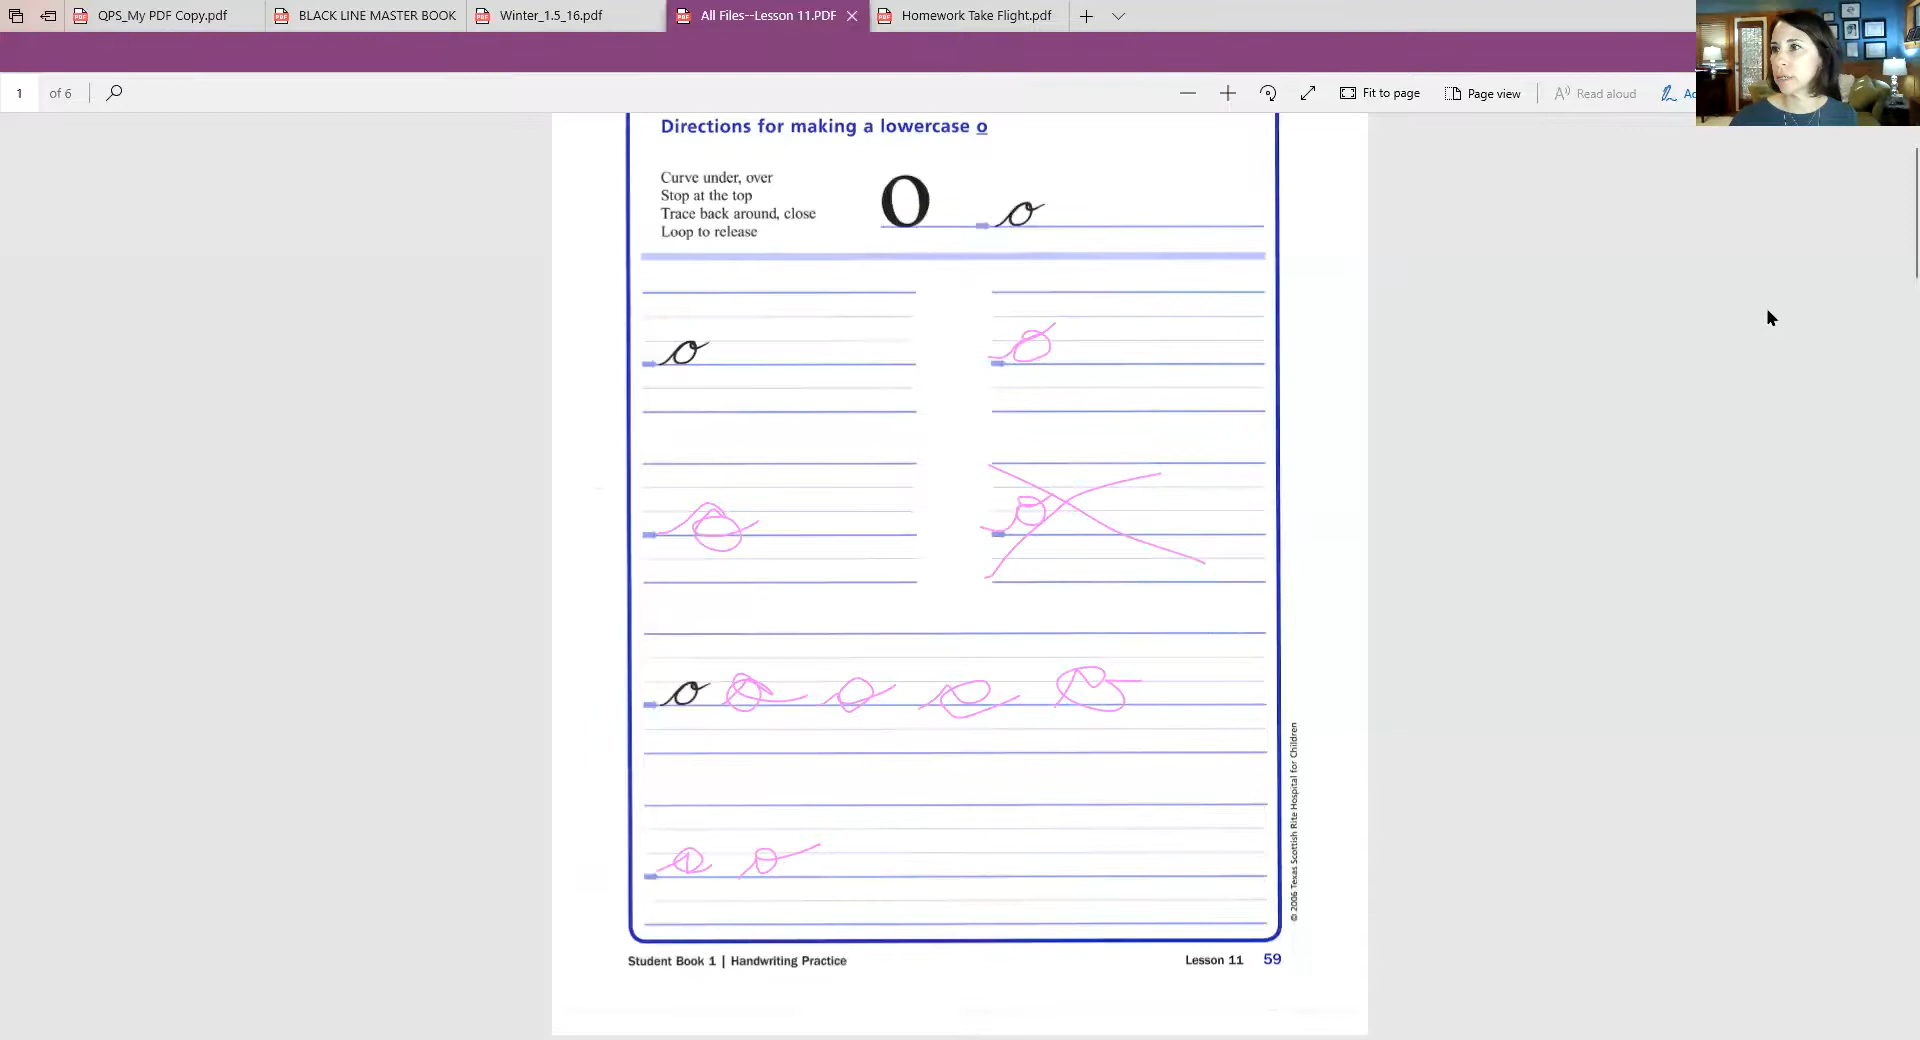 QPS_My PDF Copy.pdf BLACK LINE MASTER BOOK Winter_1.5_16.pdf All Files--Lesson 11.PDF Homework Take Flight.pdf
1 of 6 Fit to page Page view Read aloud
Directions for making a lowercase o
Curve under, over
Stop at the top
Trace back around, close
Loop to release
O o
o o
o o
o o o o o
o o
© 2006 Texas Scottish Rite Hospital for Children
Student Book 1 | Handwriting Practice Lesson 11 59